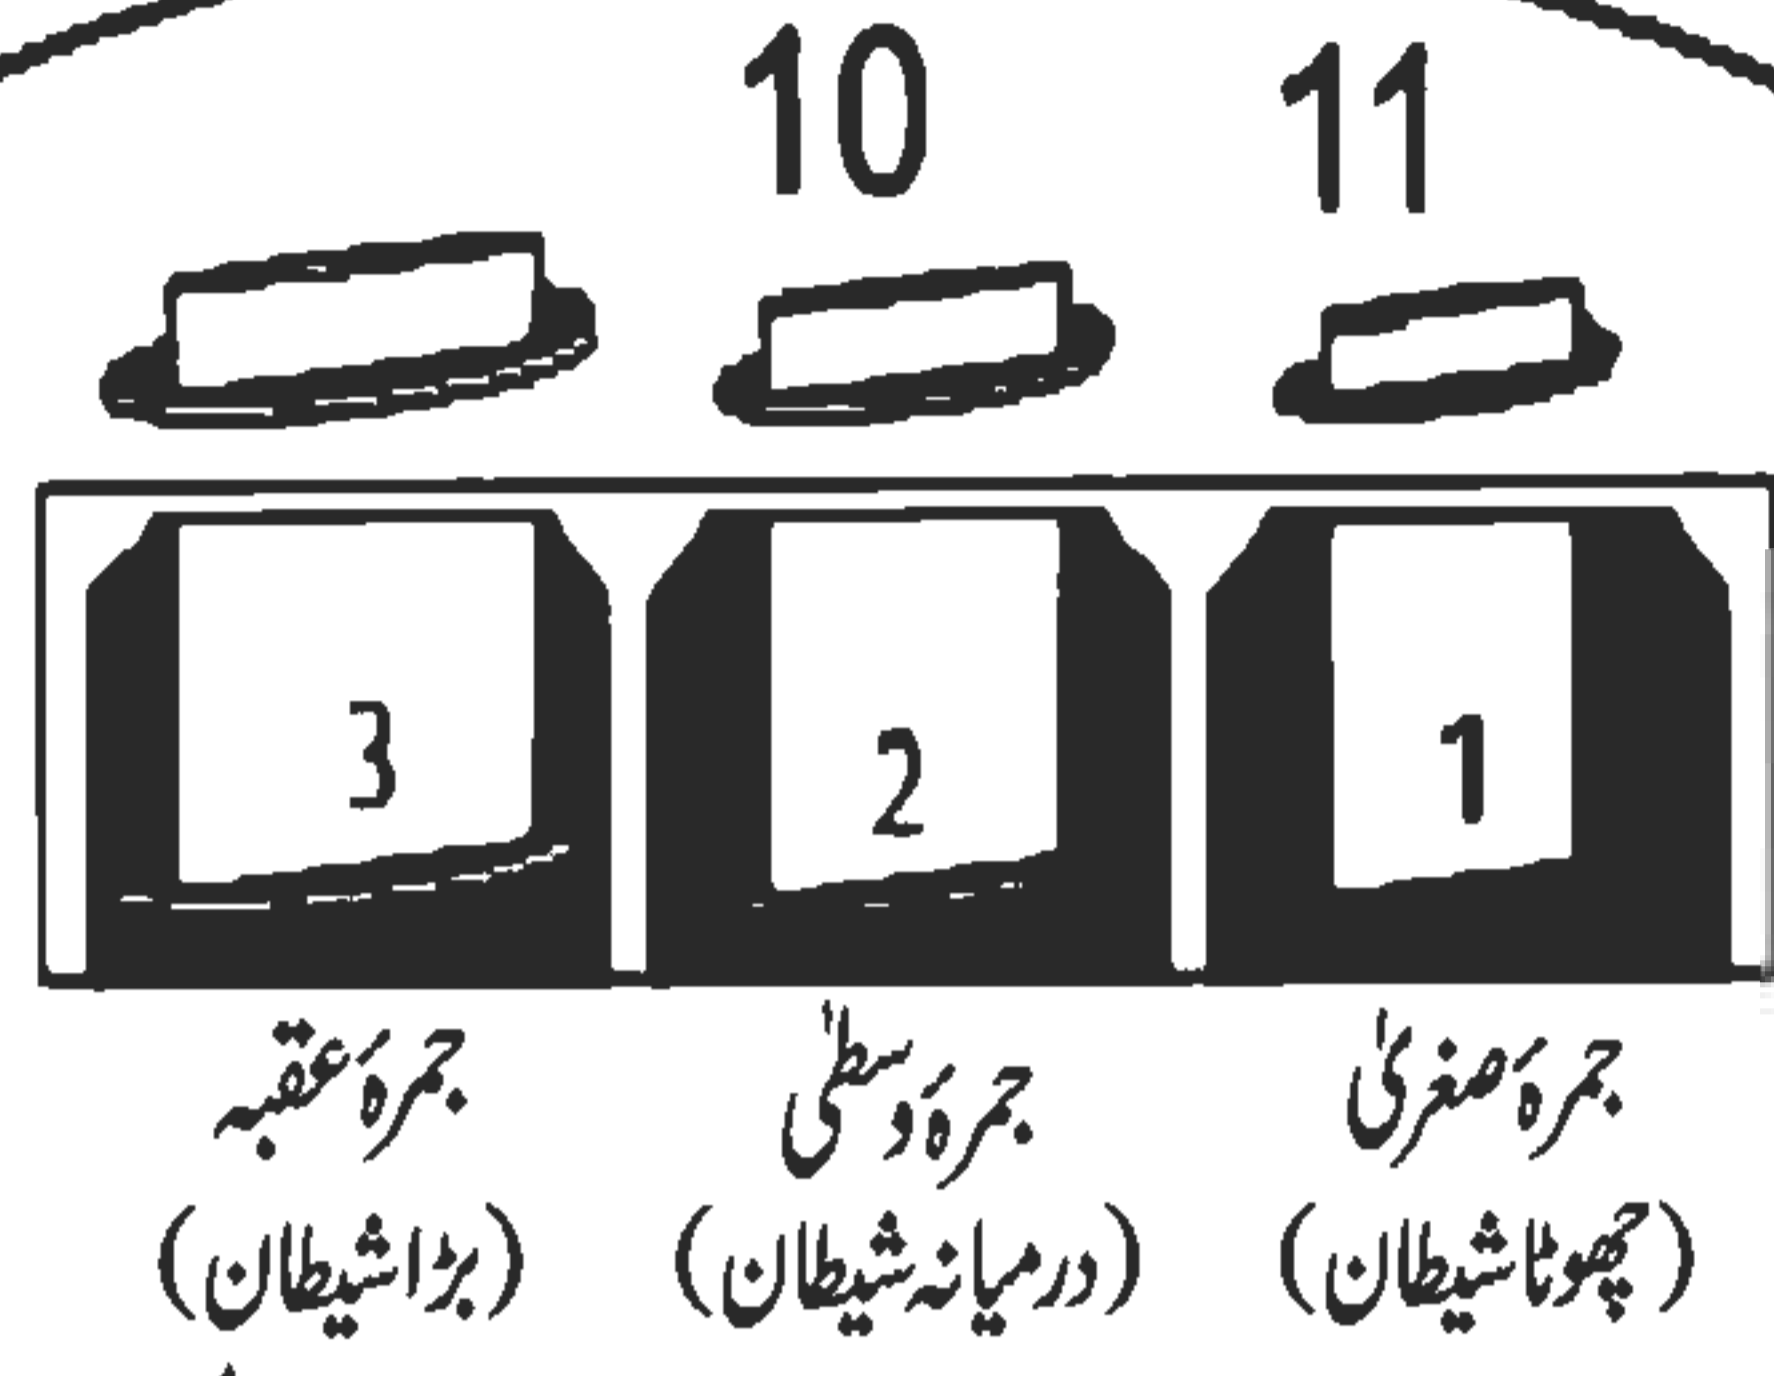 10 11
3 2 1
جمرۂ صغریٰ
(چھوٹا شیطان)
جمرۂ وسطیٰ
(درمیانہ شیطان)
جمرۂ عقبہ
(بڑا شیطان)